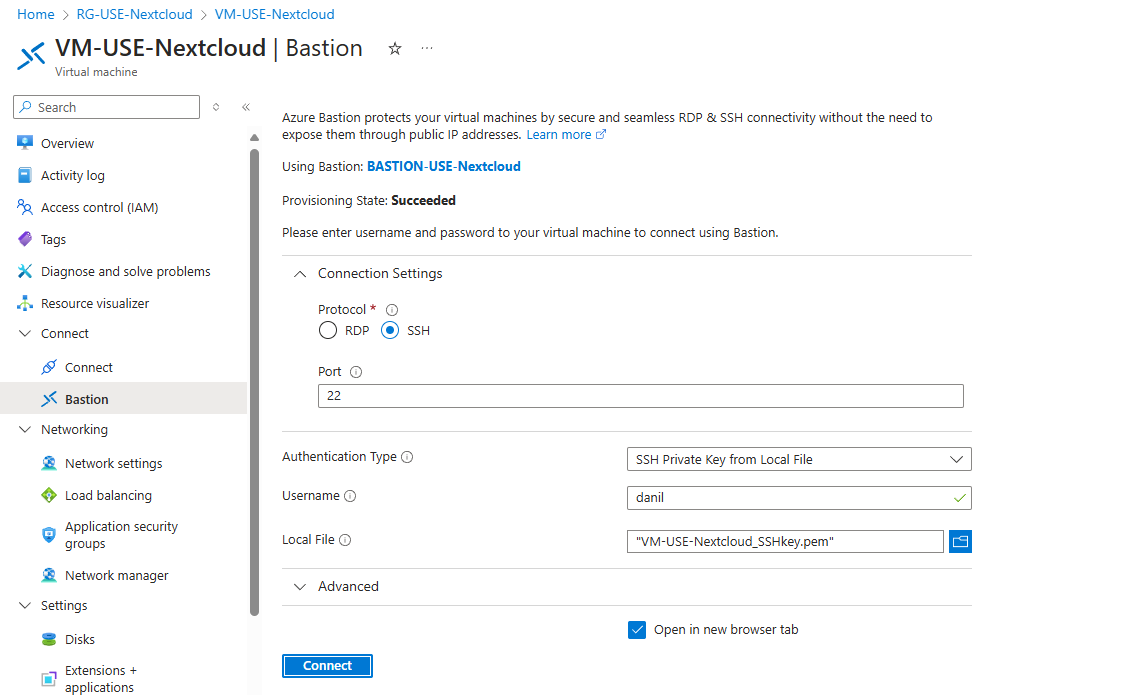 Home > RG-USE-Nextcloud > VM-USE-Nextcloud
VM-USE-Nextcloud | Bastion
Virtual machine
Search
Overview
Activity log
Access control (IAM)
Tags
Diagnose and solve problems
Resource visualizer
Connect
Connect
Bastion
Networking
Network settings
Load balancing
Application security
groups
Network manager
Settings
Disks
Extensions +
applications
Azure Bastion protects your virtual machines by secure and seamless RDP & SSH connectivity without the need to
expose them through public IP addresses. Learn more
Using Bastion: BASTION-USE-Nextcloud
Provisioning State: Succeeded
Please enter username and password to your virtual machine to connect using Bastion.
Connection Settings
Protocol *
RDP SSH
Port
22
Authentication Type
SSH Private Key from Local File
Username
danil
Local File
"VM-USE-Nextcloud_SSHkey.pem"
Advanced
Open in new browser tab
Connect